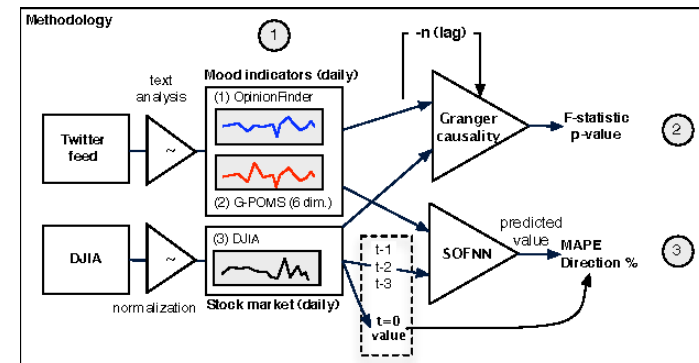 Methodology
1
-n (lag)
text
analysis
Mood indicators (daily)
(1) OpinionFinder
Twitter
feed
~
(2) G-POMS (6 dim.)
Granger
causality
F-statistic
p-value
2
DJIA
~
normalization
(3) DJIA
Stock market (daily)
t-1
t-2
t-3
t=0
value
SOFNN
predicted
value
MAPE
Direction %
3